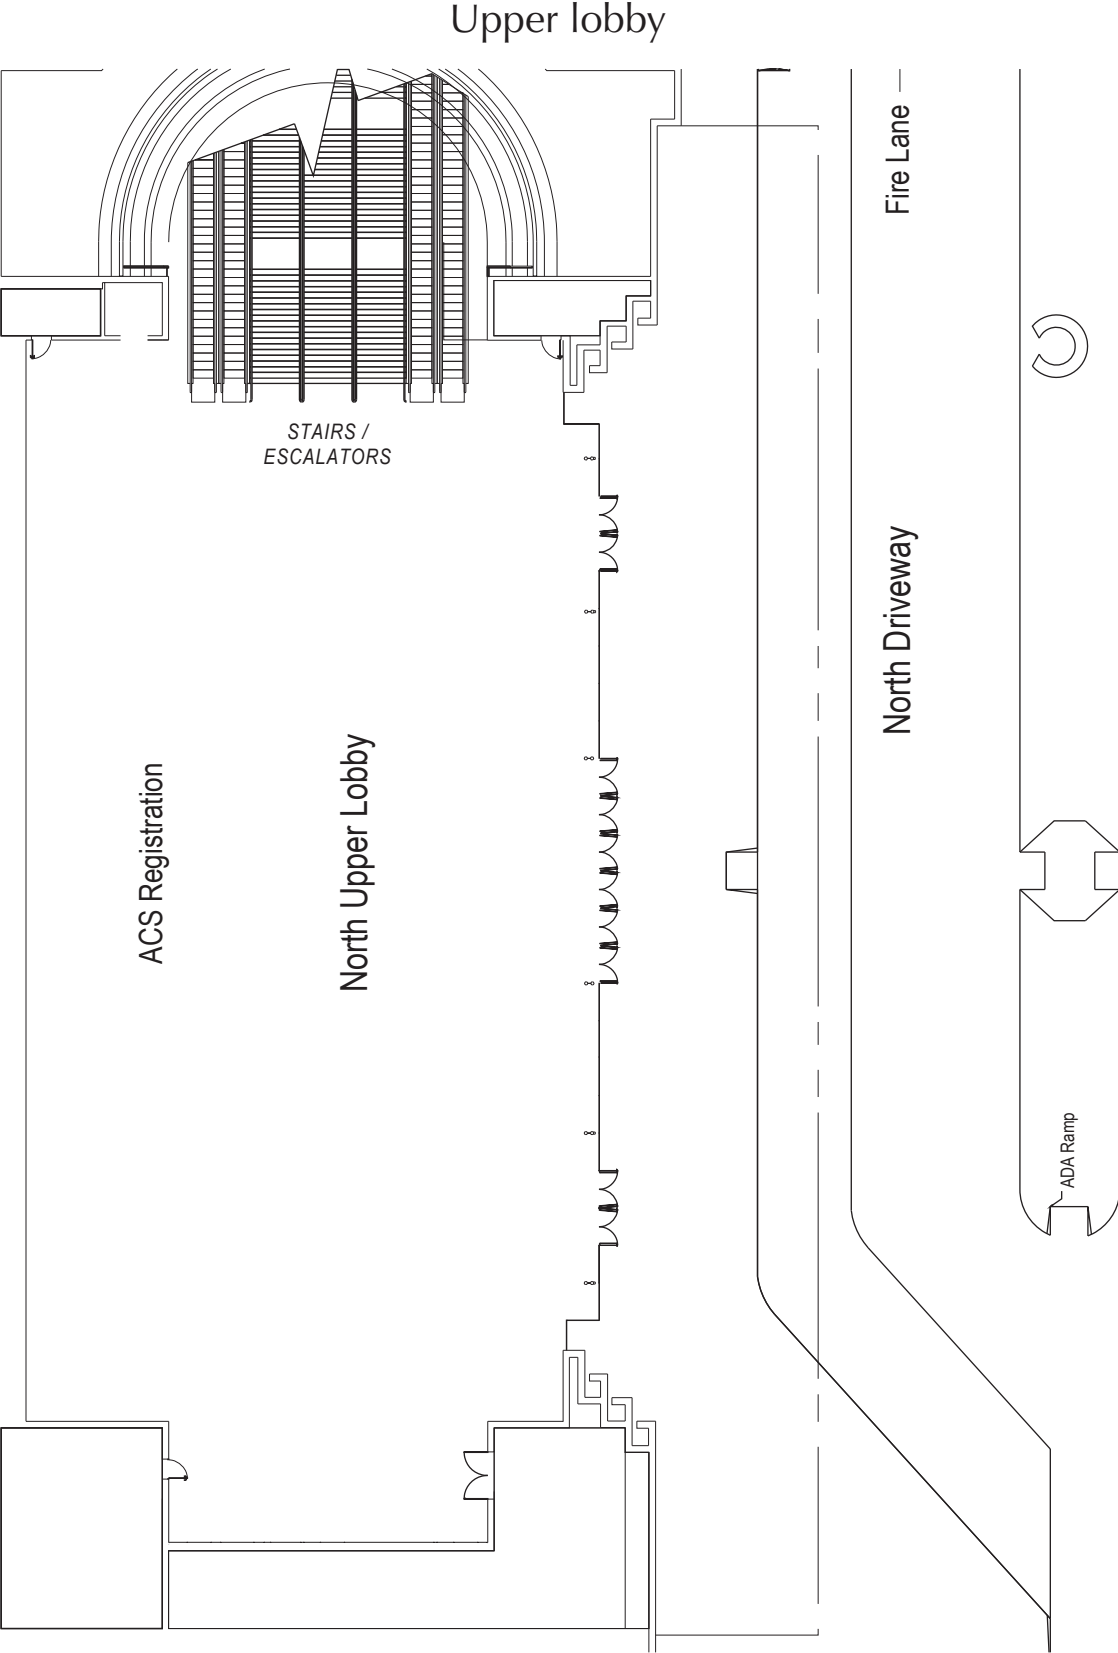 Upper lobby
Fire Lane
STAIRS /
ESCALATORS
North Driveway
ACS Registration
North Upper Lobby
ADA Ramp